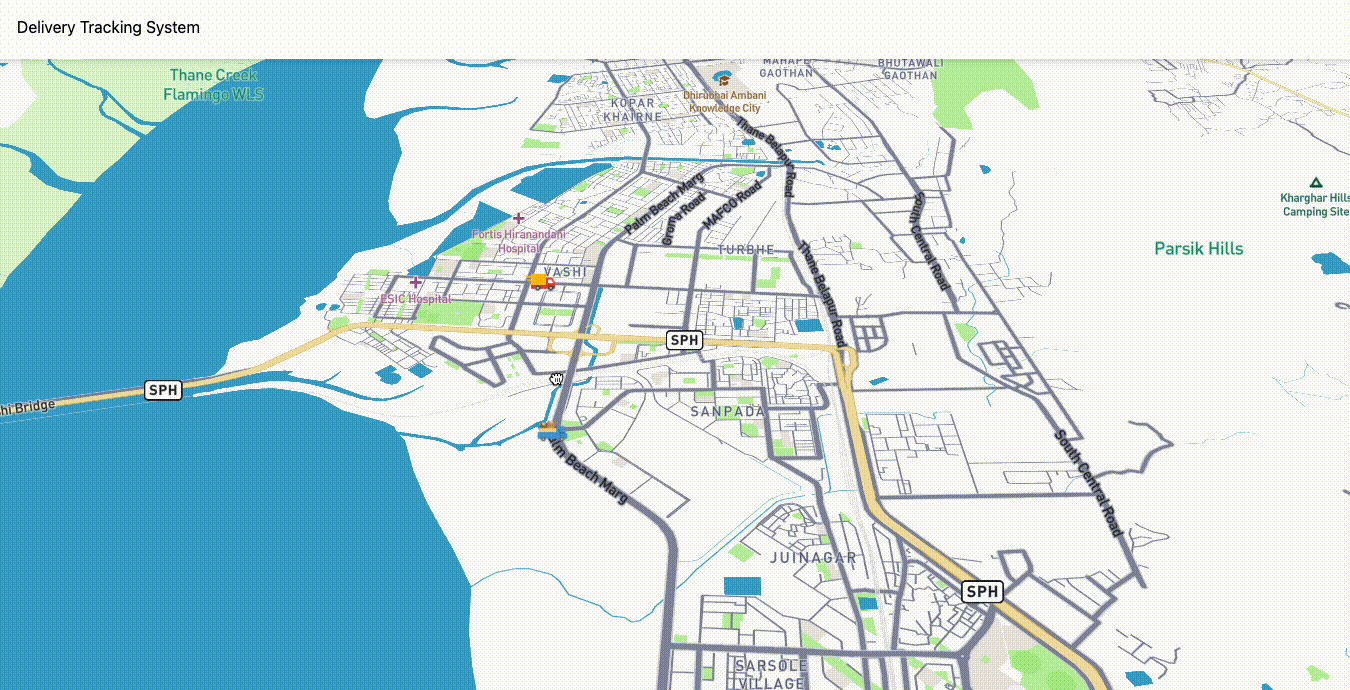 Delivery Tracking System
Thane Creek
Flamingo WLS
MAHAPE
GAOTHAN
BHUTAWALI
GAOTHAN
KOPAR
KHAIRNE
Dhirubhai Ambani
Knowledge City
Thane Belapur Road
Palm Beach Marg
Groma Road
MAFCO Road
South Central Road
Kharghar Hills
Camping Site
Fortis Hiranandani
Hospital
TURBHE
Parsik Hills
VASHI
ESIC Hospital
Thane Belapur Road
SPH
SPH
hi Bridge
SANPADA
alm Beach Marg
South Central Road
JUINAGAR
SPH
SARSOLE
VILLAGE